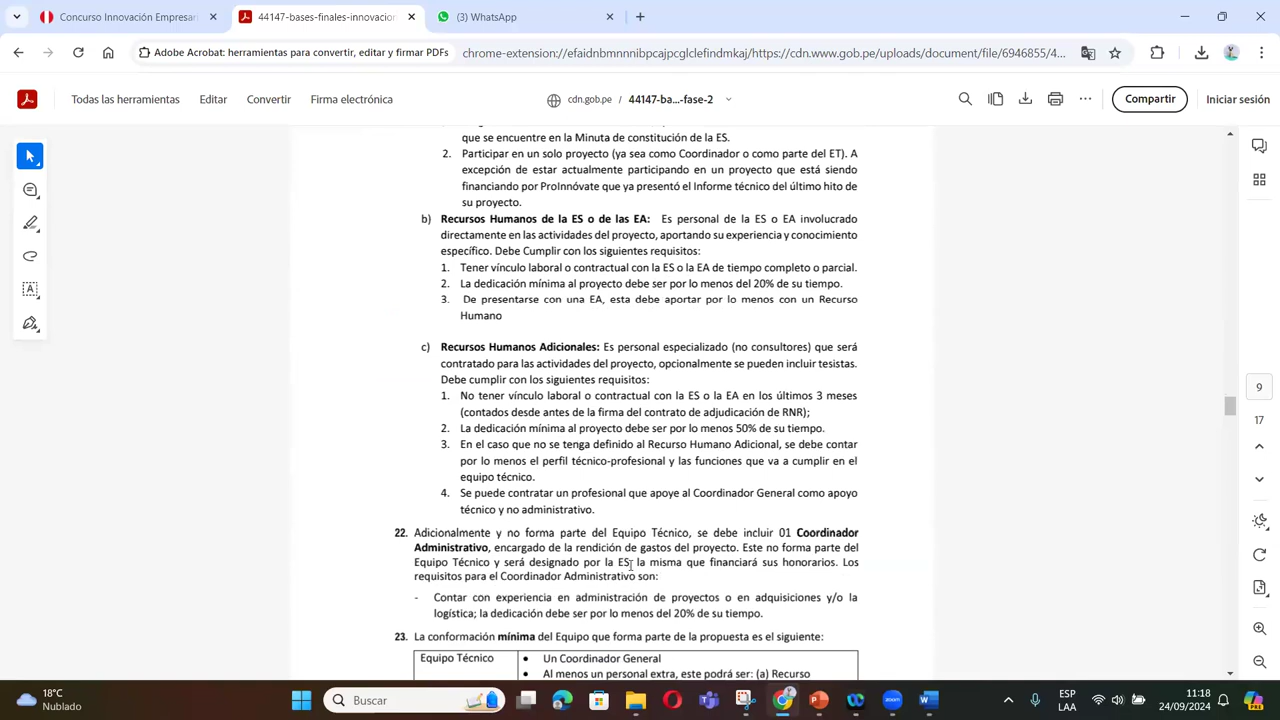 Concurso Innovación Empresari
44147-bases-finales-innovacion
(3) WhatsApp
Adobe Acrobat: herramientas para convertir, editar y firmar PDFs
chrome-extension://efaidnbmnnnibpcajpcglclefindmkaj/https://cdn.www.gob.pe/uploads/document/file/6946855/4...
Todas las herramientas
Editar
Convertir
Firma electrónica
cdn.gob.pe / 44147-ba...-fase-2
Compartir
Iniciar sesión
que se encuentre en la Minuta de constitución de la ES.
2. Participar en un solo proyecto (ya sea como Coordinador o como parte del ET). A
excepción de estar actualmente participando en un proyecto que está siendo
financiando por ProInnóvate que ya presentó el Informe técnico del último hito de
su proyecto.
b) Recursos Humanos de la ES o de las EA: Es personal de la ES o EA involucrado
directamente en las actividades del proyecto, aportando su experiencia y conocimiento
específico. Debe Cumplir con los siguientes requisitos:
1. Tener vínculo laboral o contractual con la ES o la EA de tiempo completo o parcial.
2. La dedicación mínima al proyecto debe ser por lo menos del 20% de su tiempo.
3. De presentarse con una EA, esta debe aportar por lo menos con un Recurso
Humano
c) Recursos Humanos Adicionales: Es personal especializado (no consultores) que será
contratado para las actividades del proyecto, opcionalmente se pueden incluir tesistas.
Debe cumplir con los siguientes requisitos:
1. No tener vínculo laboral o contractual con la ES o la EA en los últimos 3 meses
(contados desde antes de la firma del contrato de adjudicación de RNR);
2. La dedicación mínima al proyecto debe ser por lo menos 50% de su tiempo.
3. En el caso que no se tenga definido al Recurso Humano Adicional, se debe contar
por lo menos el perfil técnico-profesional y las funciones que va a cumplir en el
equipo técnico.
4. Se puede contratar un profesional que apoye al Coordinador General como apoyo
técnico y no administrativo.
22. Adicionalmente y no forma parte del Equipo Técnico, se debe incluir 01 Coordinador
Administrativo, encargado de la rendición de gastos del proyecto. Este no forma parte del
Equipo Técnico y será designado por la ES, la misma que financiará sus honorarios. Los
requisitos para el Coordinador Administrativo son:
- Contar con experiencia en administración de proyectos o en adquisiciones y/o la
logística; la dedicación debe ser por lo menos del 20% de su tiempo.
23. La conformación mínima del Equipo que forma parte de la propuesta es el siguiente:
Equipo Técnico
• Un Coordinador General
• Al menos un personal extra, este podrá ser: (a) Recurso
9
17
18°C
Nublado
Buscar
ESP
LAA
11:18
24/09/2024